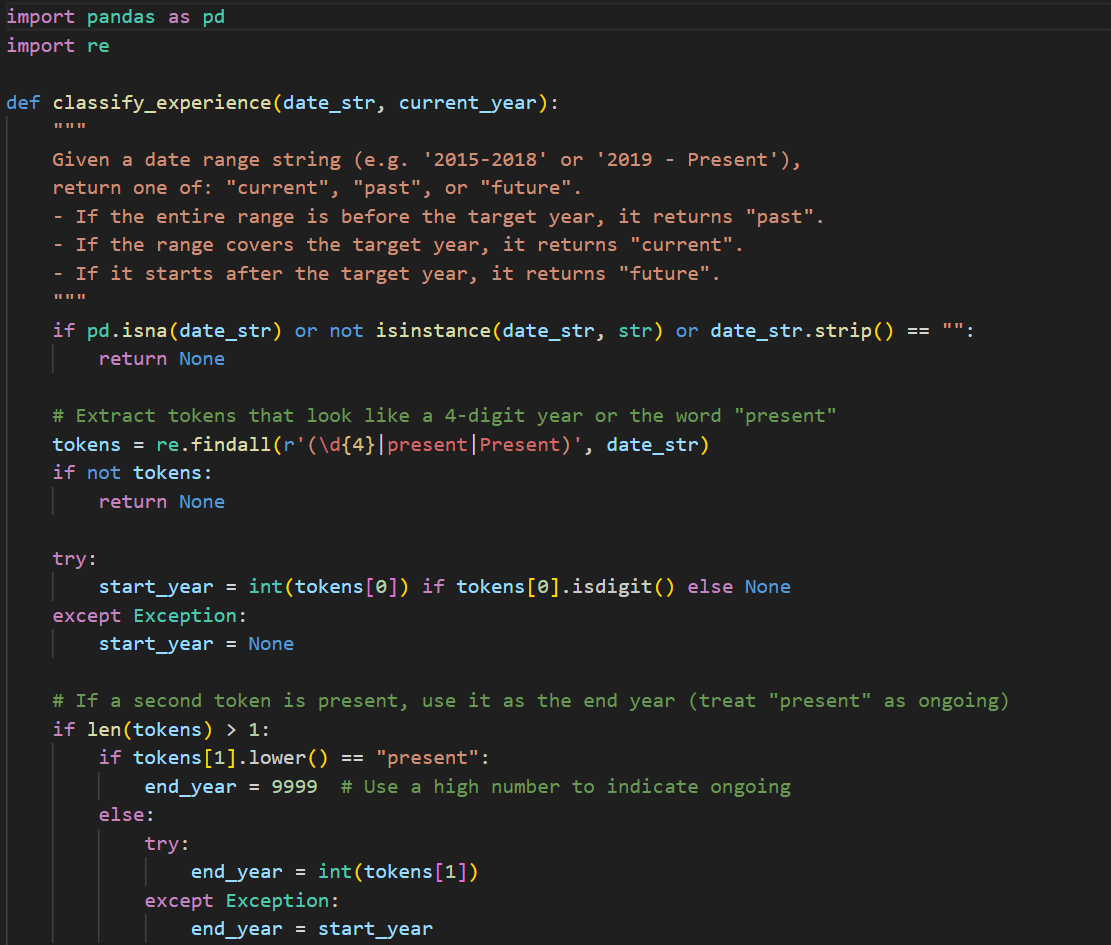 import pandas as pd
import re

def classify_experience(date_str, current_year):
    """
    Given a date range string (e.g. '2015-2018' or '2019 - Present'),
    return one of: "current", "past", or "future".
    - If the entire range is before the target year, it returns "past".
    - If the range covers the target year, it returns "current".
    - If it starts after the target year, it returns "future".
    """
    if pd.isna(date_str) or not isinstance(date_str, str) or date_str.strip() == "":
        return None

    # Extract tokens that look like a 4-digit year or the word "present"
    tokens = re.findall(r'(\d{4}|present|Present)', date_str)
    if not tokens:
        return None

    try:
        start_year = int(tokens[0]) if tokens[0].isdigit() else None
    except Exception:
        start_year = None

    # If a second token is present, use it as the end year (treat "present" as ongoing)
    if len(tokens) > 1:
        if tokens[1].lower() == "present":
            end_year = 9999  # Use a high number to indicate ongoing
        else:
            try:
                end_year = int(tokens[1])
            except Exception:
                end_year = start_year